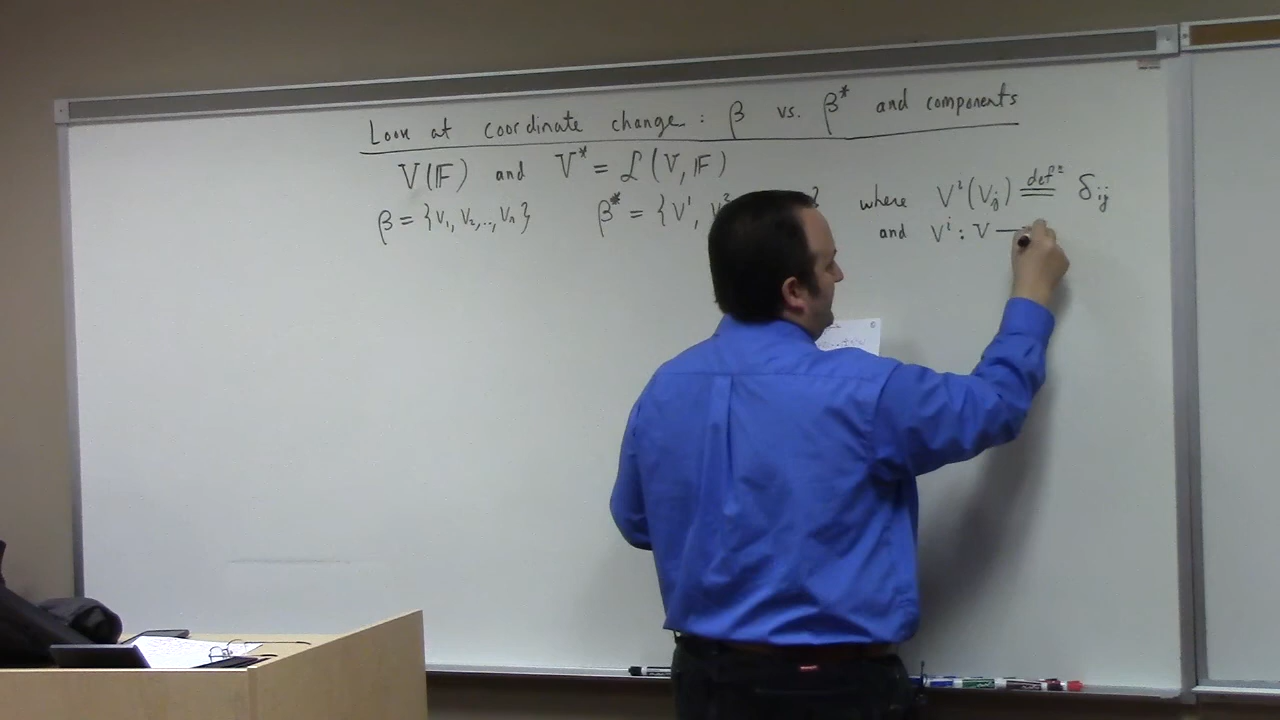 Look at coordinate change: β vs. β* and components
V(𝔽) and V* = ℒ(V, 𝔽)
β = {v₁, v₂, .., vₙ} β* = {v¹, v² } where vⁱ(vⱼ) def= δᵢⱼ
and vⁱ : V —